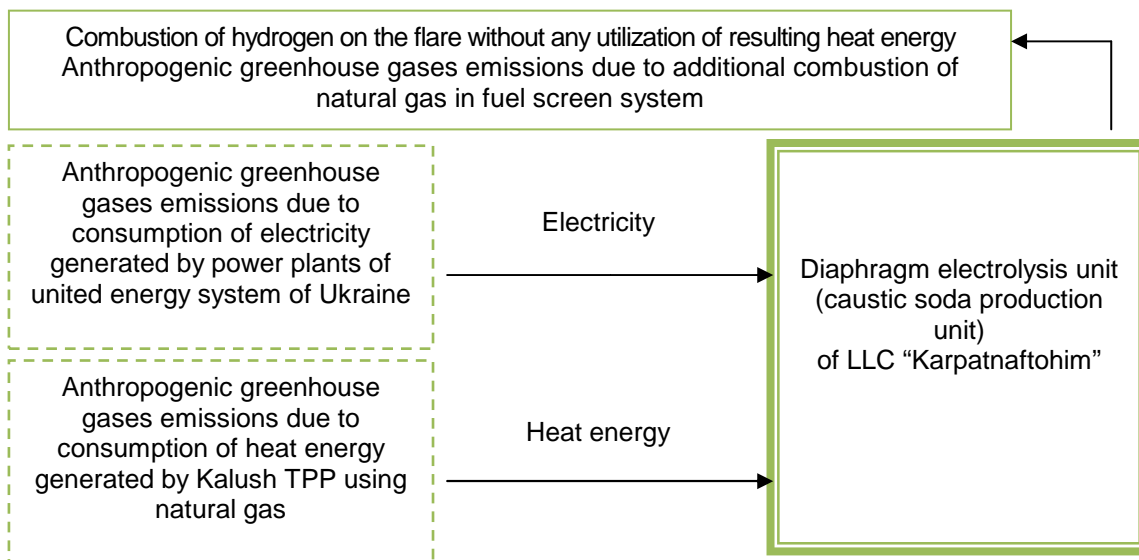 Combustion of hydrogen on the flare without any utilization of resulting heat energy
Anthropogenic greenhouse gases emissions due to additional combustion of
natural gas in fuel screen system
Anthropogenic greenhouse
gases emissions due to
consumption of electricity
generated by power plants of
united energy system of Ukraine
Electricity
Diaphragm electrolysis unit
(caustic soda production
unit)
of LLC “Karpatnaftohim”
Anthropogenic greenhouse
gases emissions due to
consumption of heat energy
generated by Kalush TPP using
natural gas
Heat energy